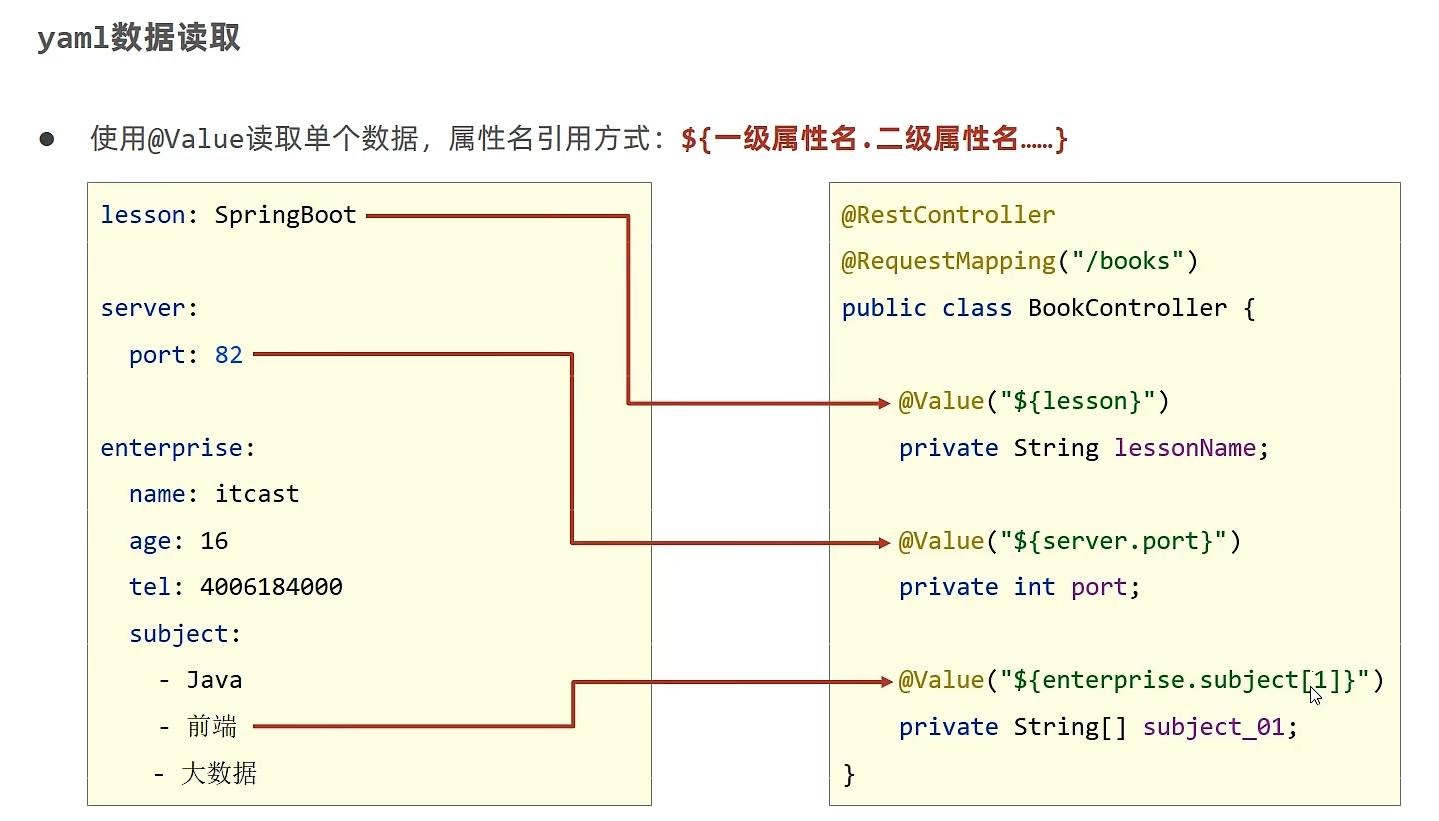 yaml数据读取
● 使用@Value读取单个数据，属性名引用方式：${一级属性名.二级属性名……}
lesson: SpringBoot
server:
port: 82
enterprise:
name: itcast
age: 16
tel: 4006184000
subject:
- Java
- 前端
- 大数据
@RestController
@RequestMapping("/books")
public class BookController {
@Value("${lesson}")
private String lessonName;
@Value("${server.port}")
private int port;
@Value("${enterprise.subject[1]}")
private String[] subject_01;
}